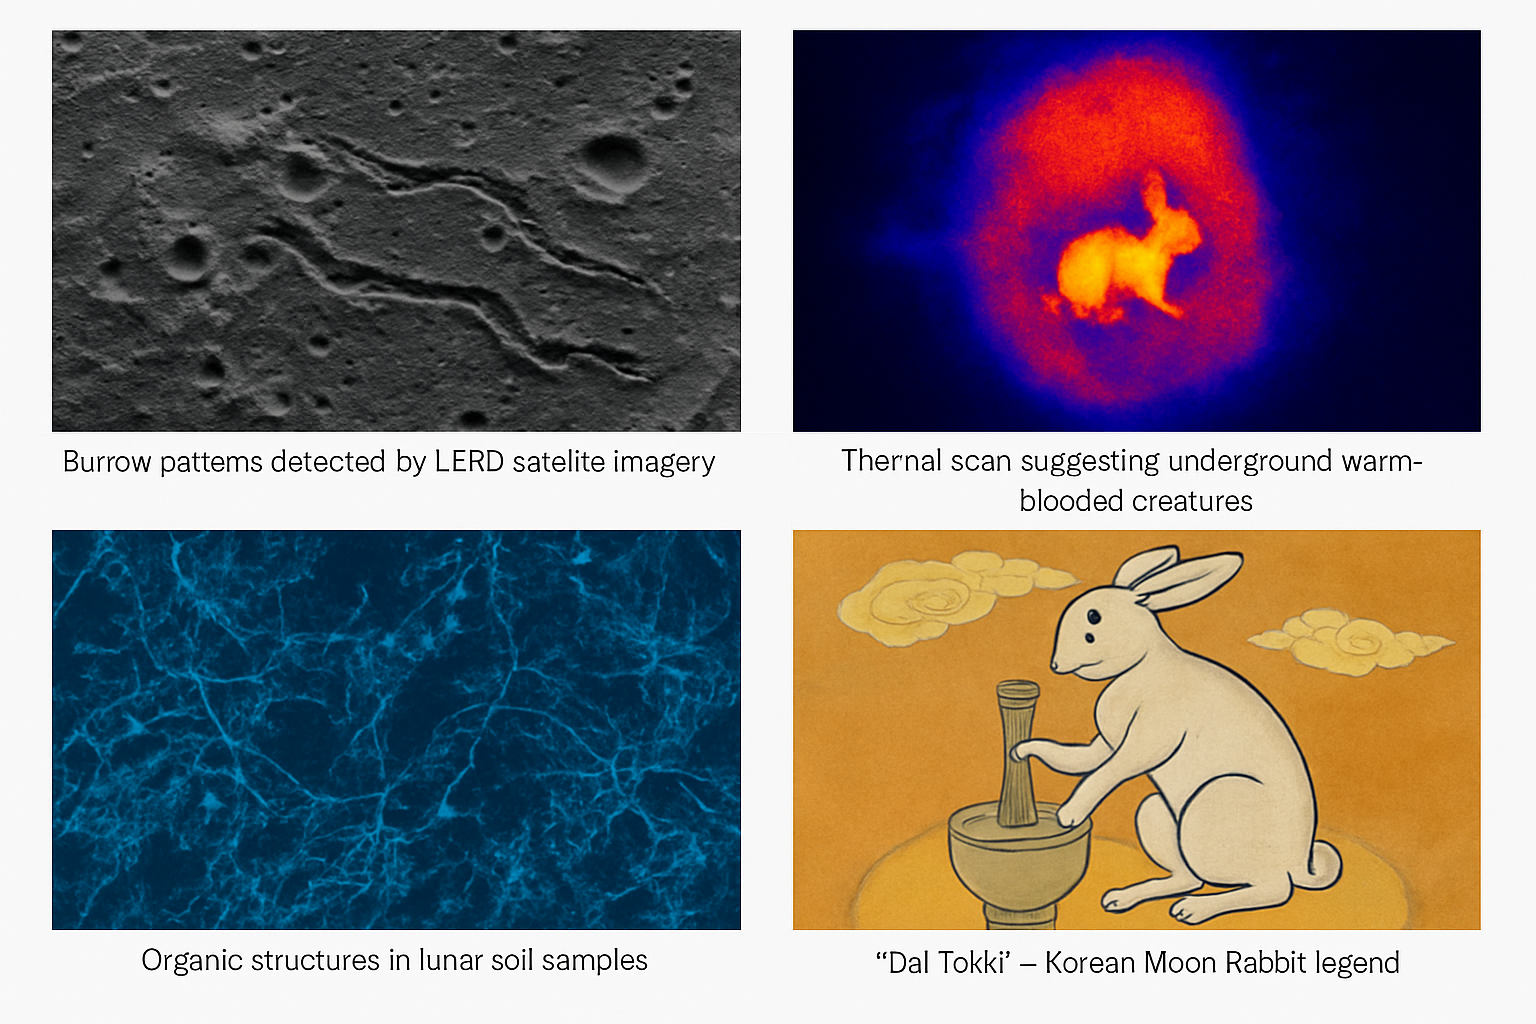 Burrow pattems detected by LERD satelite imagery
Thernal scan suggesting underground warm-
blooded creatures
Organic structures in lunar soil samples
“Dal Tokki’ – Korean Moon Rabbit legend